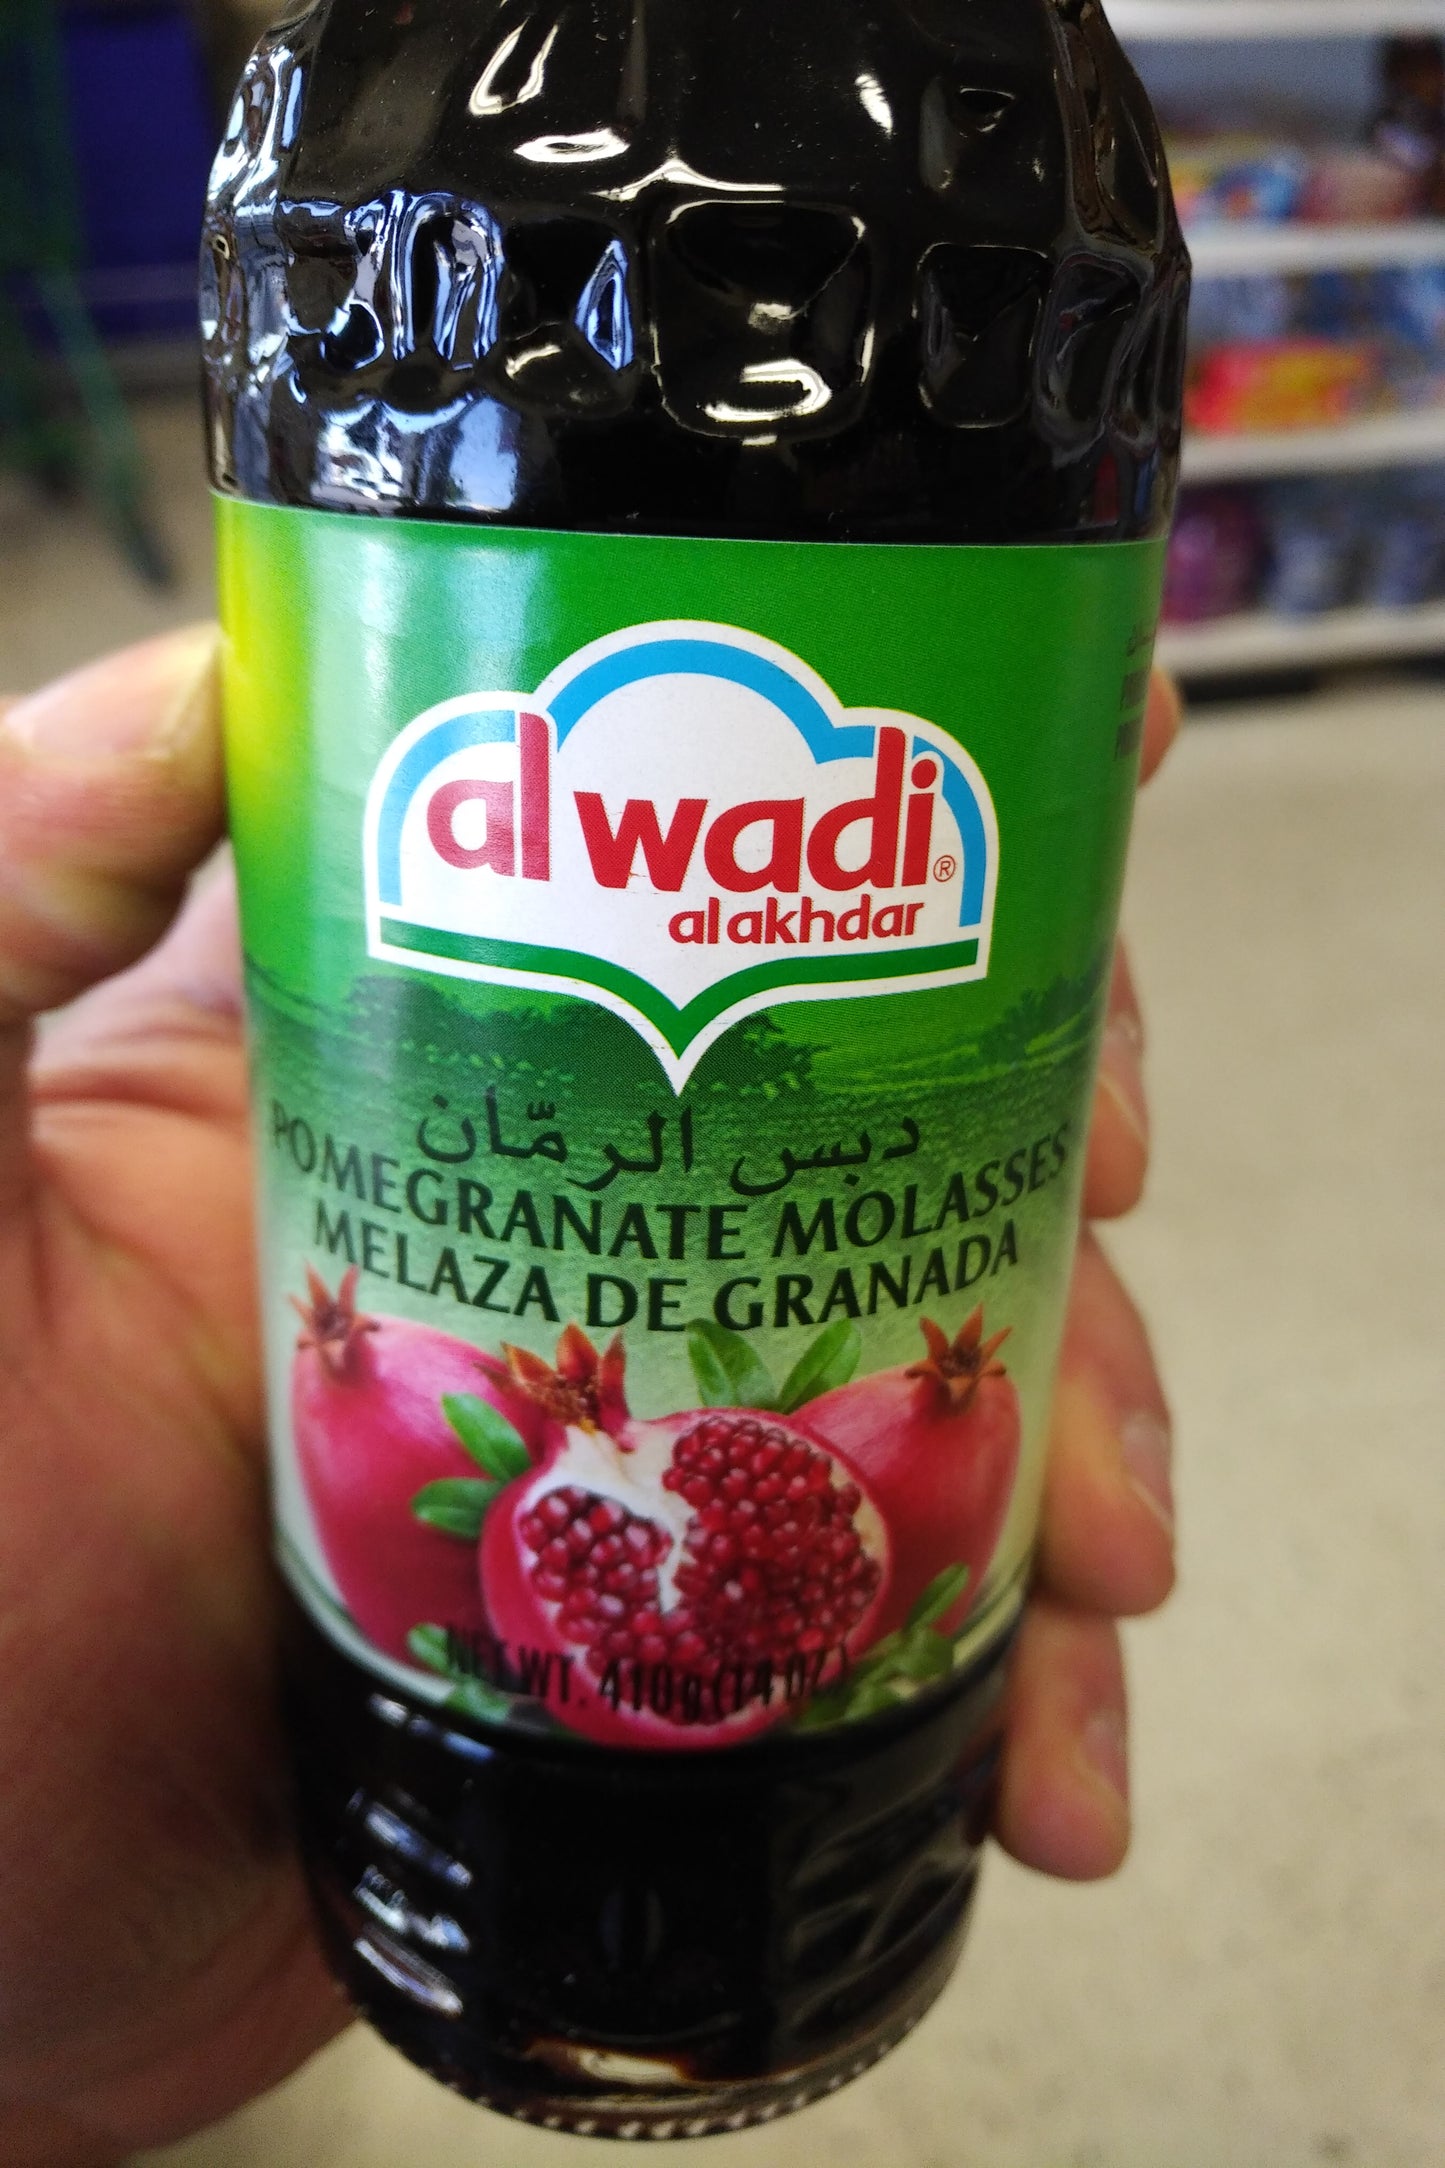 al wadi®
al akhdar
دبس الرمّان
POMEGRANATE MOLASSES
MELAZA DE GRANADA
NET WT. 410g (14 OZ)